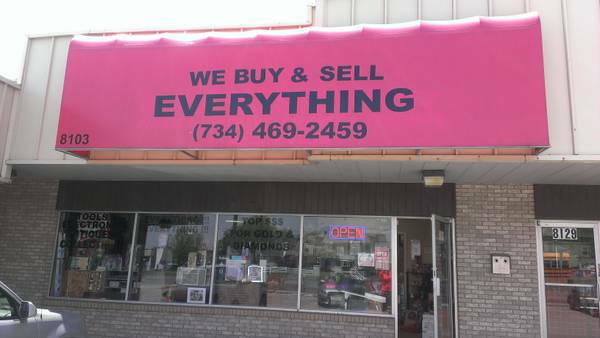 WE BUY & SELL
EVERYTHING
(734) 469-2459
8103
TOOLS
TOP $$$
FOR GOLD &
DIAMONDS
OPEN
8129